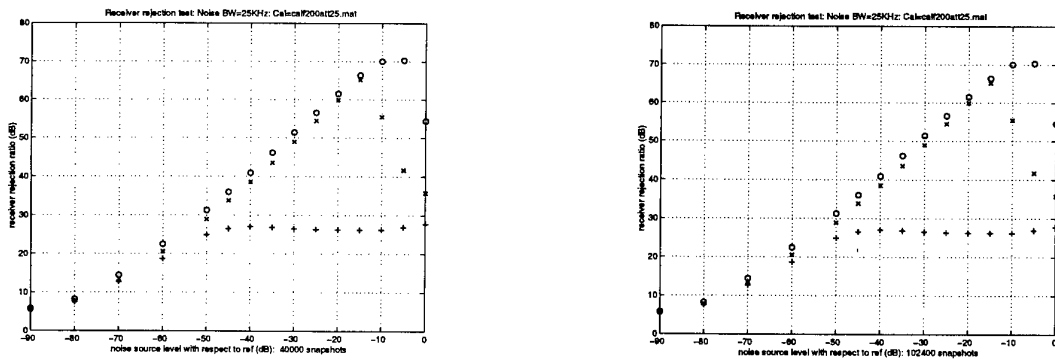 Receiver rejection test: Noise BW=25KHz: Cal=calf200att25.mat
receiver rejection ratio (dB)
80
70
60
50
40
30
20
10
0
−90 −80 −70 −60 −50 −40 −30 −20 −10 0
noise source level with respect to ref (dB): 40000 snapshots
Receiver rejection test: Noise BW=25KHz: Cal=calf200att25.mat
receiver rejection ratio (dB)
80
70
60
50
40
30
20
10
0
−90 −80 −70 −60 −50 −40 −30 −20 −10 0
noise source level with respect to ref (dB): 102400 snapshots